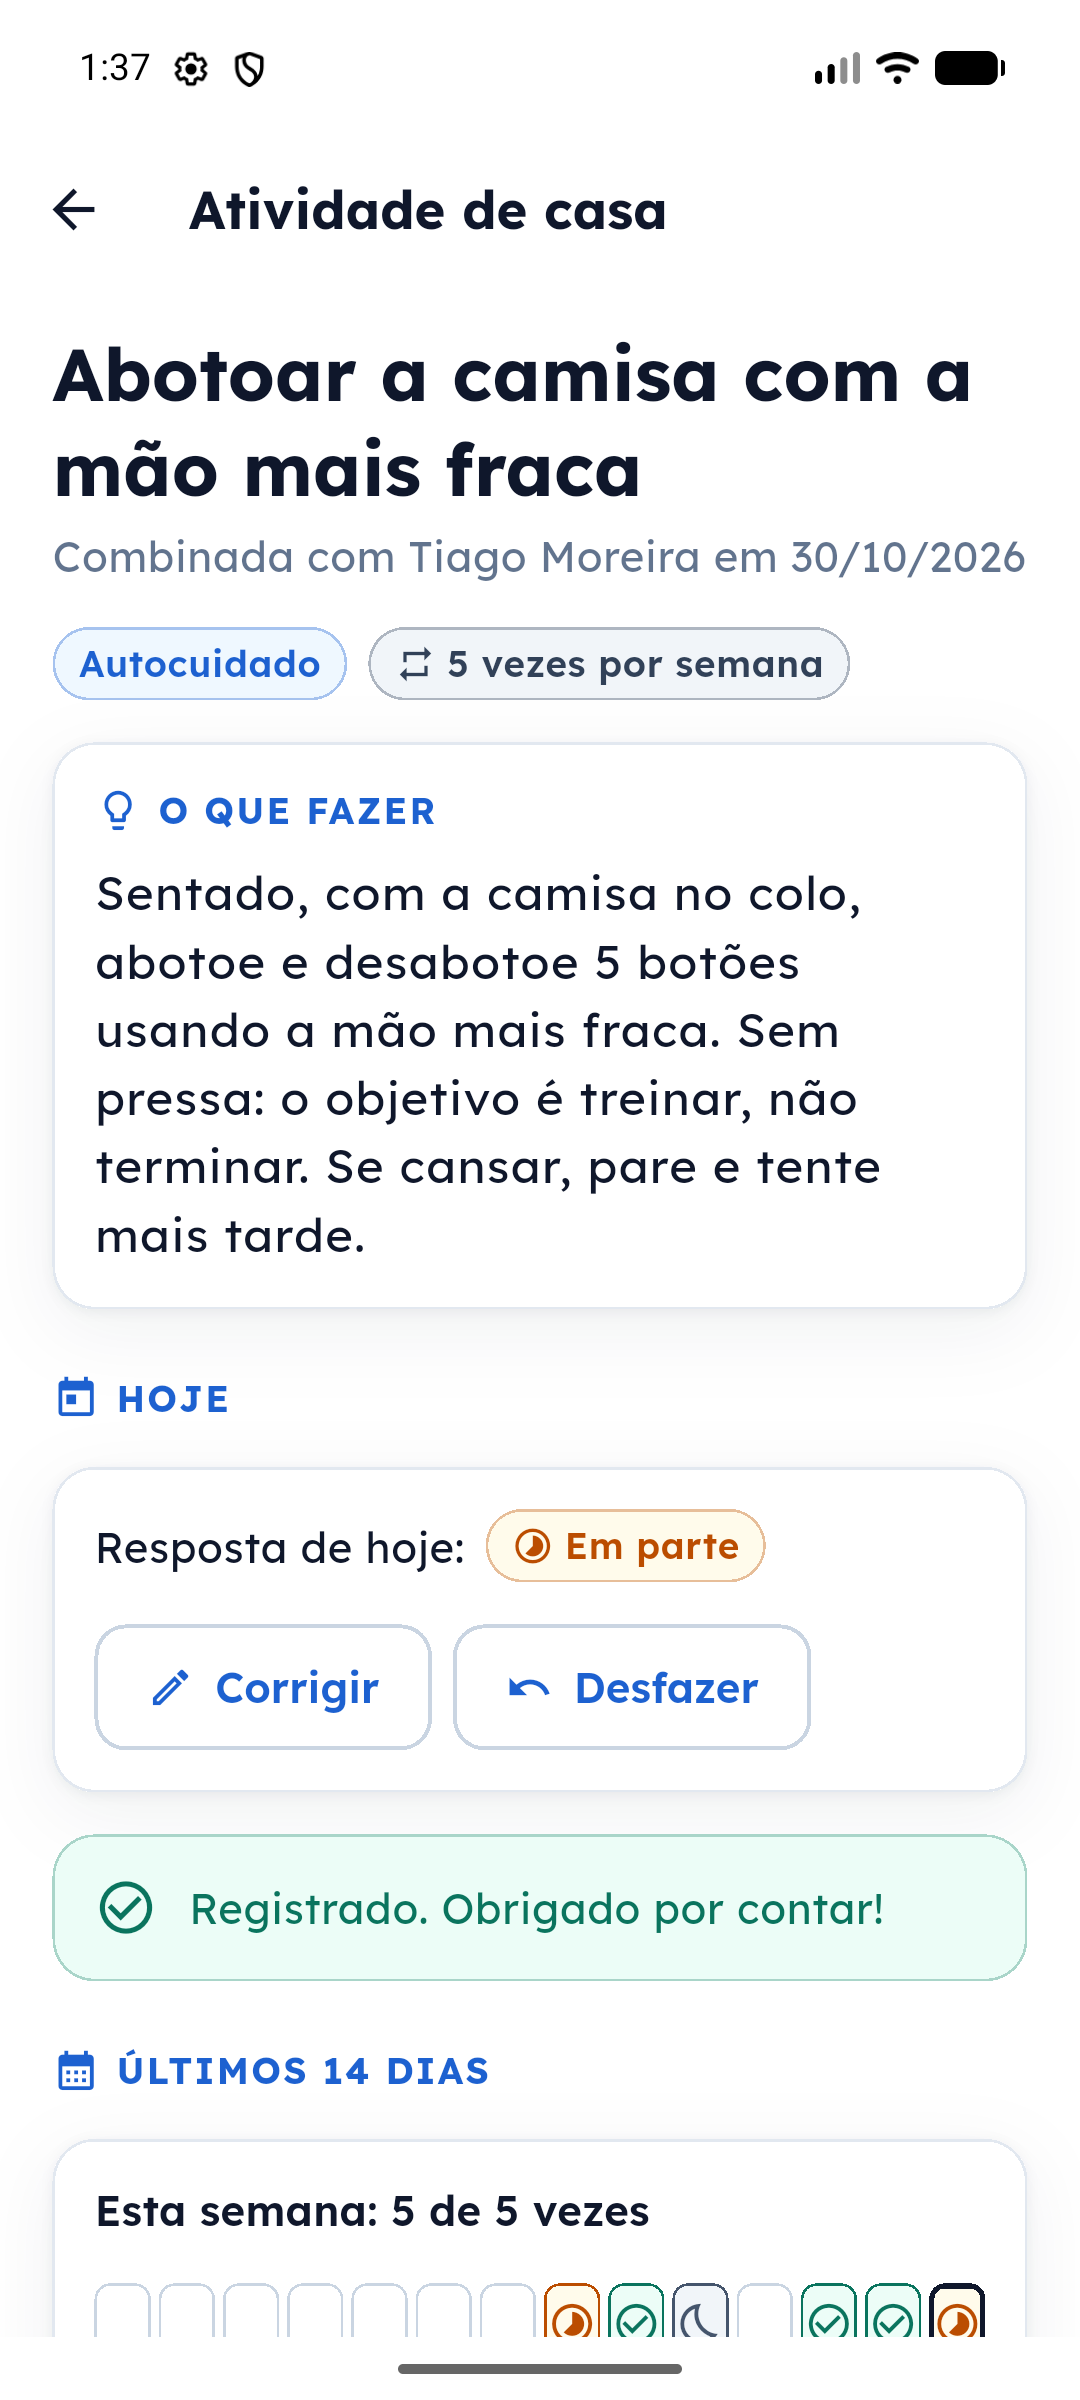 1:37
Atividade de casa
Abotoar a camisa com a
mão mais fraca
Combinada com Tiago Moreira em 30/10/2026
Autocuidado
5 vezes por semana
O QUE FAZER
Sentado, com a camisa no colo,
abotoe e desabotoe 5 botões
usando a mão mais fraca. Sem
pressa: o objetivo é treinar, não
terminar. Se cansar, pare e tente
mais tarde.
HOJE
Resposta de hoje:
Em parte
Corrigir
Desfazer
Registrado. Obrigado por contar!
ÚLTIMOS 14 DIAS
Esta semana: 5 de 5 vezes